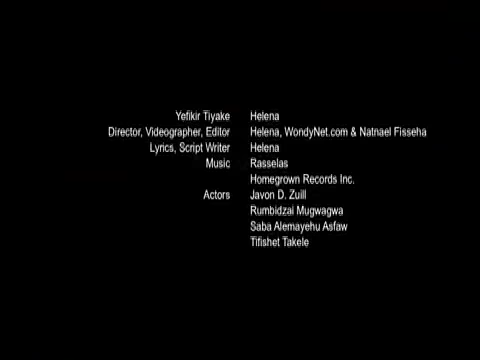 Yefikir Tiyake Helena
Director, Videographer, Editor Helena, WondyNet.com & Natnael Fisseha
Lyrics, Script Writer Helena
Music Rasselas
Homegrown Records Inc.
Actors Javon D. Zuill
Rumbidzai Mugwagwa
Saba Alemayehu Asfaw
Tifishet Takele